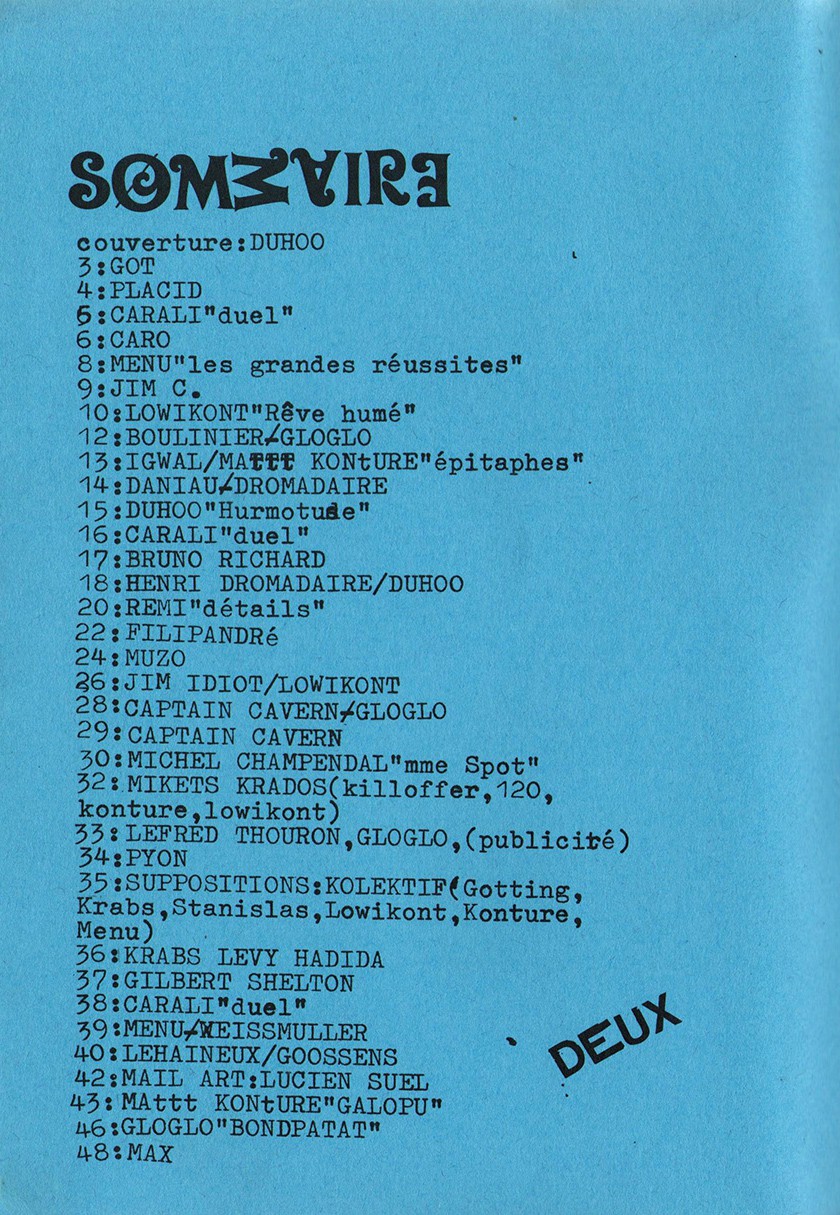 SOMMAIRE
couverture:DUHOO
3:GOT
4:PLACID
5:CARALI"duel"
6:CARO
8:MENU"les grandes réussites"
9:JIM C.
10:LOWIKONT"Rêve humé"
12:BOULINIER/GLOGLO
13:IGWAL/MAttt KONtURE"épitaphes"
14:DANIAU/DROMADAIRE
15:DUHOO"Hurmotude"
16:CARALI"duel"
17:BRUNO RICHARD
18:HENRI DROMADAIRE/DUHOO
20:REMI"détails"
22:FILIPANDRé
24:MUZO
26:JIM IDIOT/LOWIKONT
28:CAPTAIN CAVERN/GLOGLO
29:CAPTAIN CAVERN
30:MICHEL CHAMPENDAL"mme Spot"
32:MIKETS KRADOS(killoffer,120,
konture,lowikont)
33:LEFRED THOURON,GLOGLO,(publicité)
34:PYON
35:SUPPOSITIONS:KOLEKTIF(Gotting,
Krabs,Stanislas,Lowikont,Konture,
Menu)
36:KRABS LEVY HADIDA
37:GILBERT SHELTON
38:CARALI"duel"
39:MENU/WEISSMULLER
40:LEHAINEUX/GOOSSENS
42:MAIL ART:LUCIEN SUEL
43:MAttt KONtURE"GALOPU"
46:GLOGLO"BONDPATAT"
48:MAX
DEUX